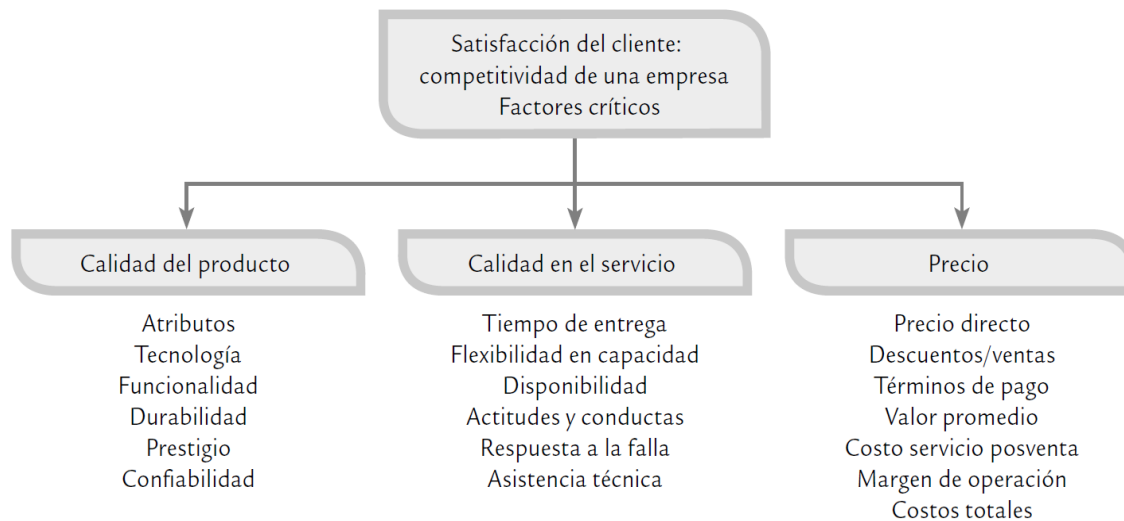 Satisfacción del cliente:
competitividad de una empresa
Factores críticos
Calidad del producto
Atributos
Tecnología
Funcionalidad
Durabilidad
Prestigio
Confiabilidad
Calidad en el servicio
Tiempo de entrega
Flexibilidad en capacidad
Disponibilidad
Actitudes y conductas
Respuesta a la falla
Asistencia técnica
Precio
Precio directo
Descuentos/ventas
Términos de pago
Valor promedio
Costo servicio posventa
Margen de operación
Costos totales